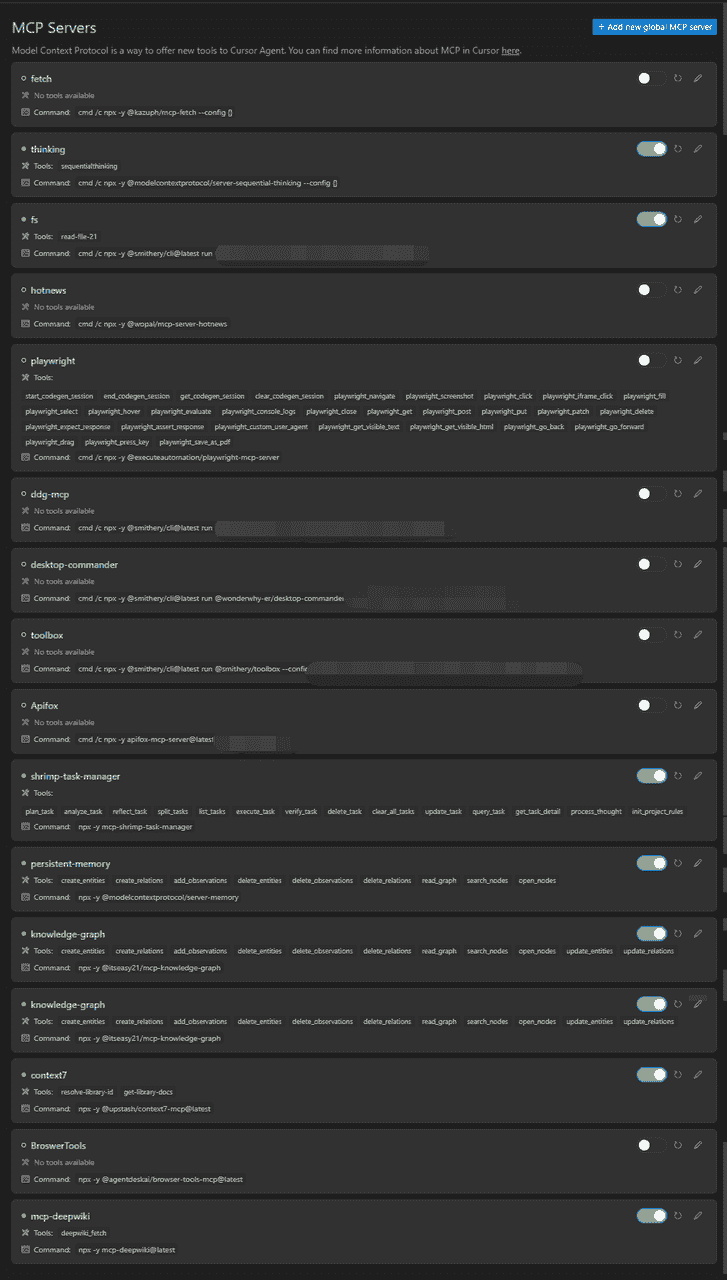 MCP Servers
+ Add new global MCP server
Model Context Protocol is a way to offer new tools to Cursor Agent. You can find more information about MCP in Cursor here.
fetch
No tools available
Command: cmd /c npx -y @kazuph/mcp-fetch --config {}
thinking
Tools: sequentialthinking
Command: cmd /c npx -y @modelcontextprotocol/server-sequential-thinking --config {}
fs
Tools: read-file-21
Command: cmd /c npx -y @smithery/cli@latest run
hotnews
No tools available
Command: cmd /c npx -y @wopal/mcp-server-hotnews
playwright
Tools:
start_codegen_session end_codegen_session get_codegen_session clear_codegen_session playwright_navigate playwright_screenshot playwright_click playwright_iframe_click playwright_fill
playwright_select playwright_hover playwright_evaluate playwright_console_logs playwright_close playwright_get playwright_post playwright_put playwright_patch playwright_delete
playwright_expect_response playwright_assert_response playwright_custom_user_agent playwright_get_visible_text playwright_get_visible_html playwright_go_back playwright_go_forward
playwright_drag playwright_press_key playwright_save_as_pdf
Command: cmd /c npx -y @executeautomation/playwright-mcp-server
ddg-mcp
No tools available
Command: cmd /c npx -y @smithery/cli@latest run
desktop-commander
No tools available
Command: cmd /c npx -y @smithery/cli@latest run @wonderwhy-er/desktop-commander
toolbox
No tools available
Command: cmd /c npx -y @smithery/cli@latest run @smithery/toolbox --config
Apifox
No tools available
Command: cmd /c npx -y apifox-mcp-server@latest
shrimp-task-manager
Tools:
plan_task analyze_task reflect_task split_tasks list_tasks execute_task verify_task delete_task clear_all_tasks update_task query_task get_task_detail process_thought init_project_rules
Command: npx -y mcp-shrimp-task-manager
persistent-memory
Tools: create_entities create_relations add_observations delete_entities delete_observations delete_relations read_graph search_nodes open_nodes
Command: npx -y @modelcontextprotocol/server-memory
knowledge-graph
Tools: create_entities create_relations add_observations delete_entities delete_observations delete_relations read_graph search_nodes open_nodes update_entities update_relations
Command: npx -y @itseasy21/mcp-knowledge-graph
knowledge-graph
Tools: create_entities create_relations add_observations delete_entities delete_observations delete_relations read_graph search_nodes open_nodes update_entities update_relations
Command: npx -y @itseasy21/mcp-knowledge-graph
context7
Tools: resolve-library-id get-library-docs
Command: npx -y @upstash/context7-mcp@latest
BroswerTools
No tools available
Command: npx -y @agentdeskai/browser-tools-mcp@latest
mcp-deepwiki
Tools: deepwiki_fetch
Command: npx -y mcp-deepwiki@latest